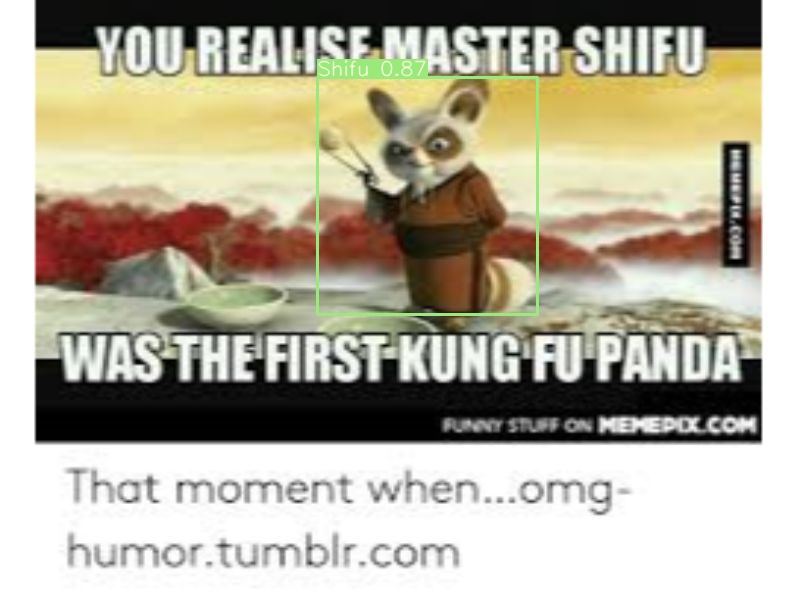 YOU REALISE MASTER SHIFU
Shifu 0.87
MEMEPIX.COM
WAS THE FIRST KUNG FU PANDA
FUNNY STUFF ON MEMEPIX.COM
That moment when...omg-
humor.tumblr.com